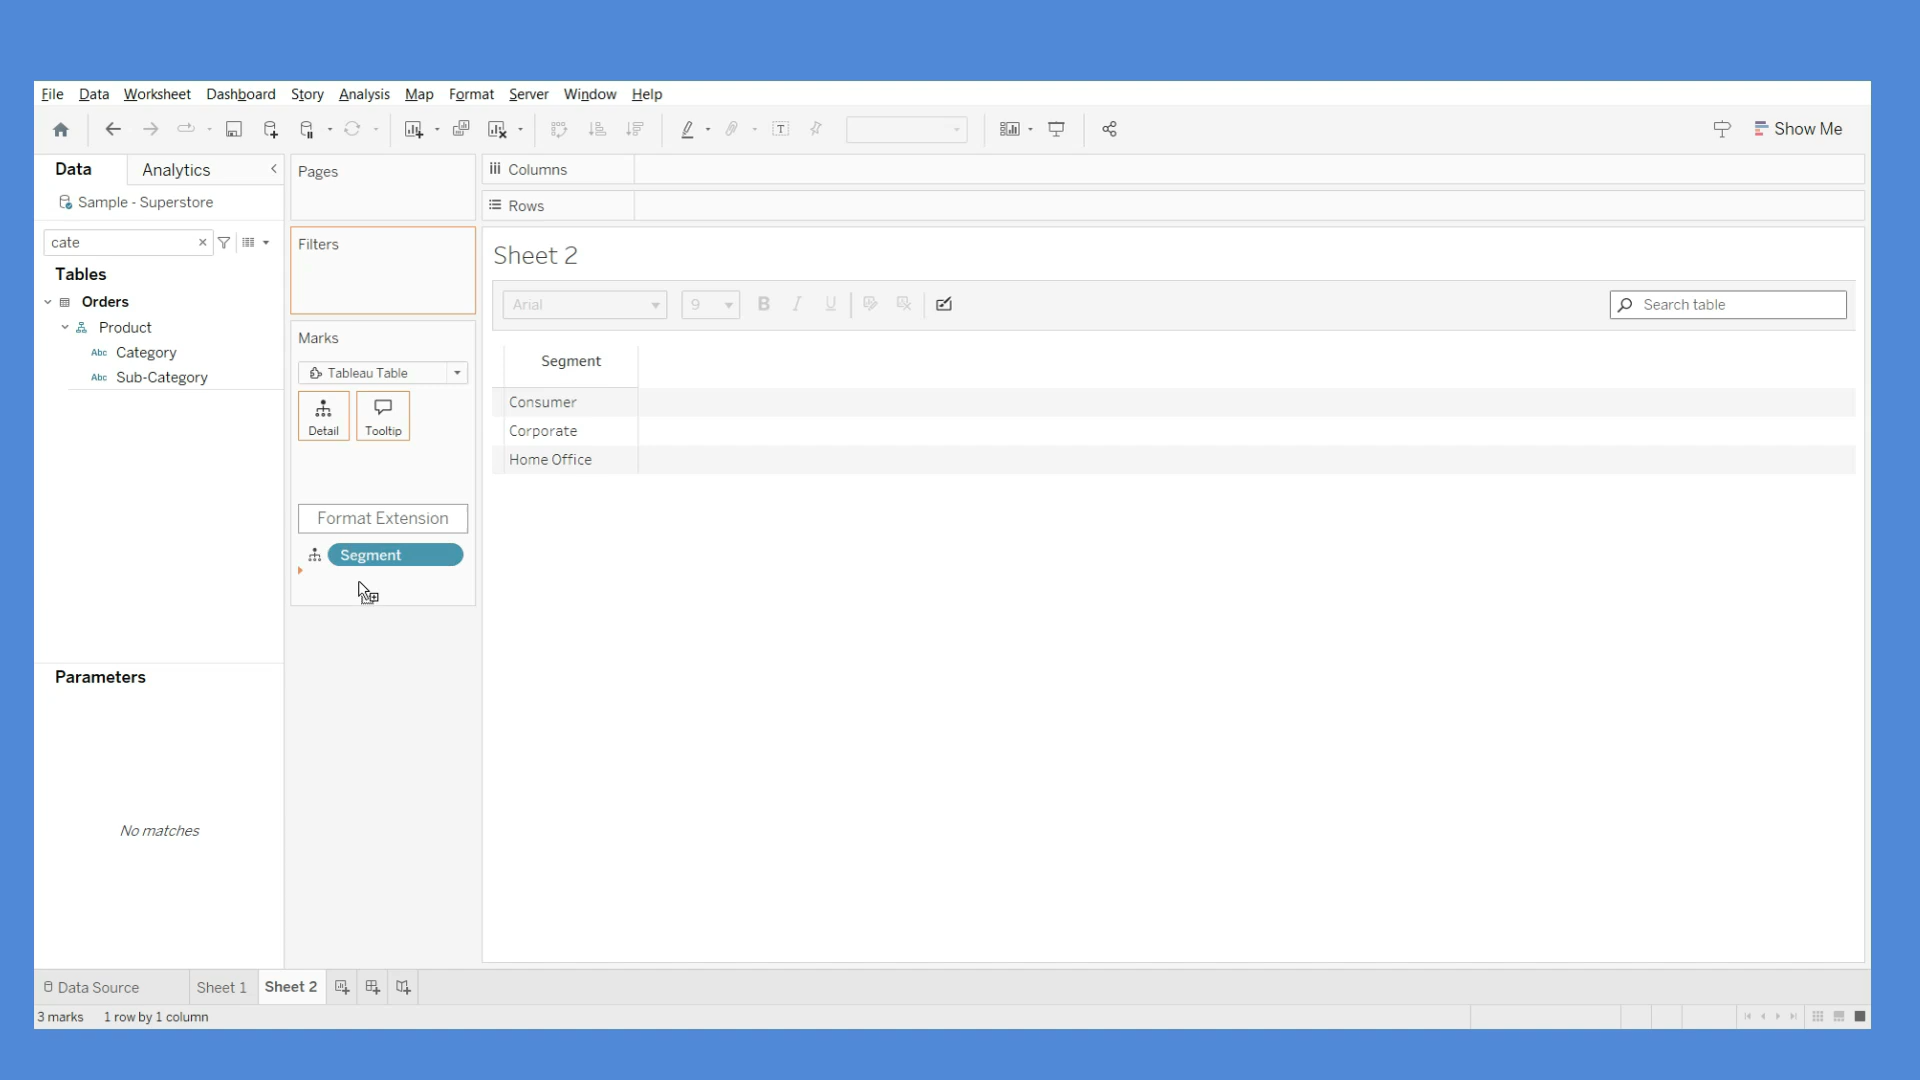 File Data Worksheet Dashboard Story Analysis Map Format Server Window Help
Show Me
Data Analytics
Sample - Superstore
cate
Tables
Orders
Product
Abc Category
Abc Sub-Category
Parameters
No matches
Pages
Filters
Marks
Tableau Table
Detail Tooltip
Format Extension
Segment
Columns
Rows
Sheet 2
Arial 9 B I U Search table
Segment
Consumer
Corporate
Home Office
Data Source Sheet 1 Sheet 2
3 marks 1 row by 1 column